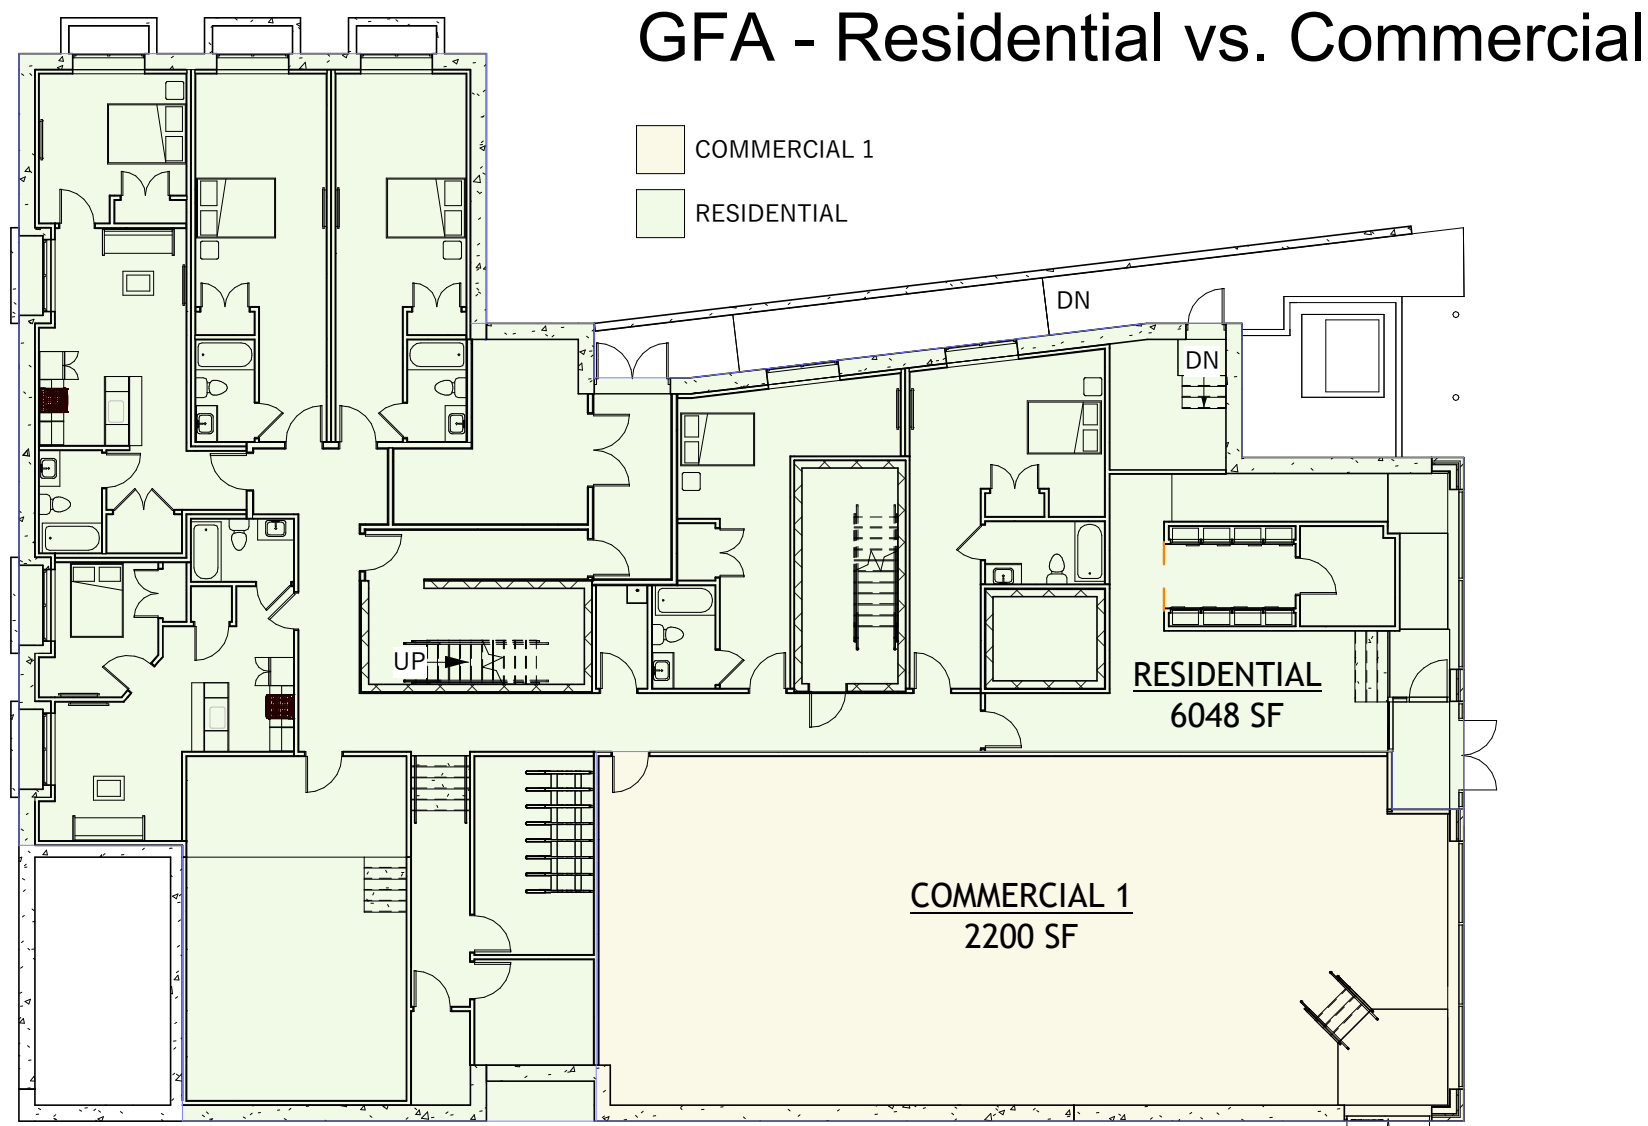 GFA - Residential vs. Commercial
COMMERCIAL 1
RESIDENTIAL
DN
DN
UP
RESIDENTIAL
6048 SF
COMMERCIAL 1
2200 SF